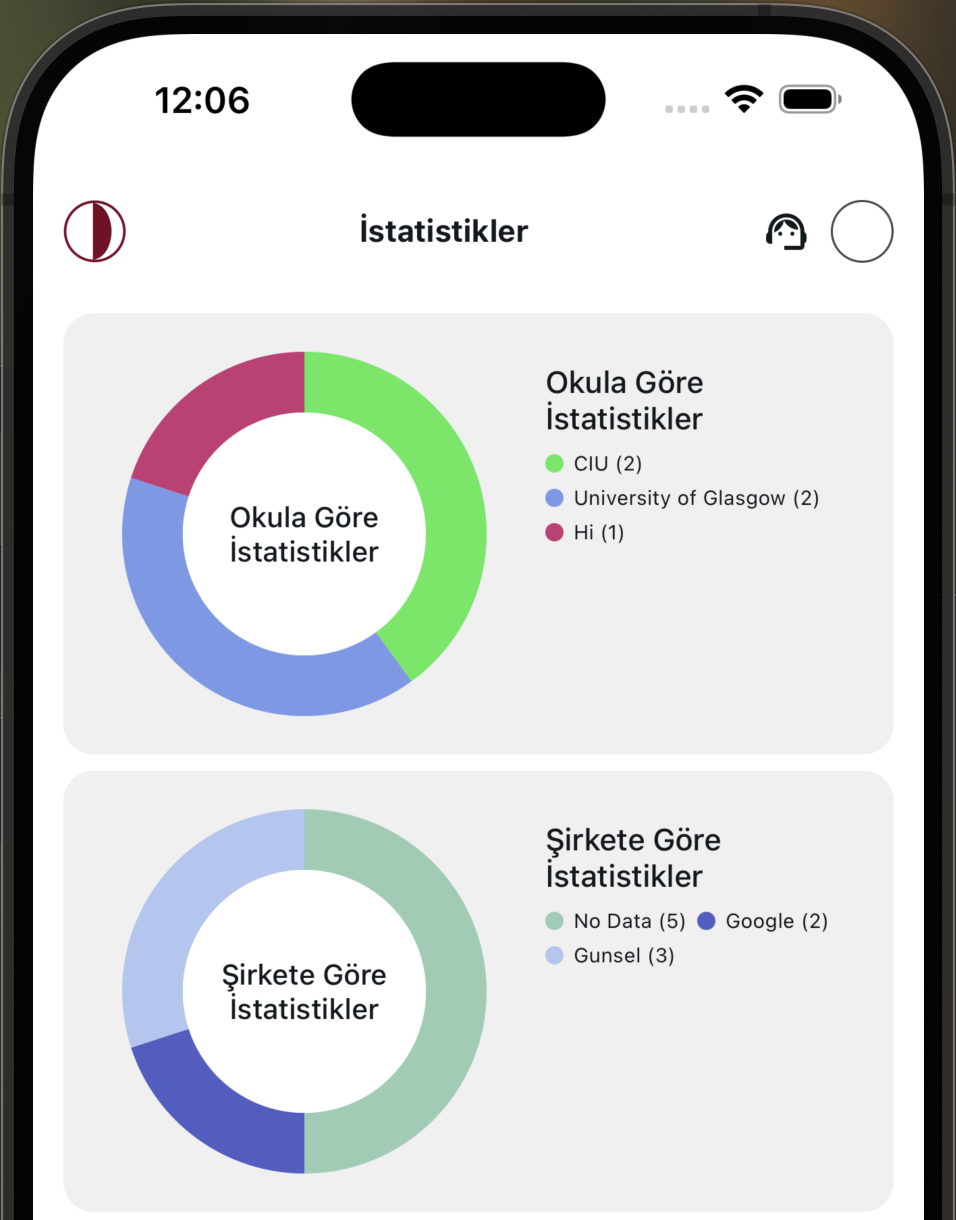 12:06
İstatistikler
Okula Göre
İstatistikler
Okula Göre
İstatistikler
CIU (2)
University of Glasgow (2)
Hi (1)
Şirkete Göre
İstatistikler
Şirkete Göre
İstatistikler
No Data (5) Google (2)
Gunsel (3)